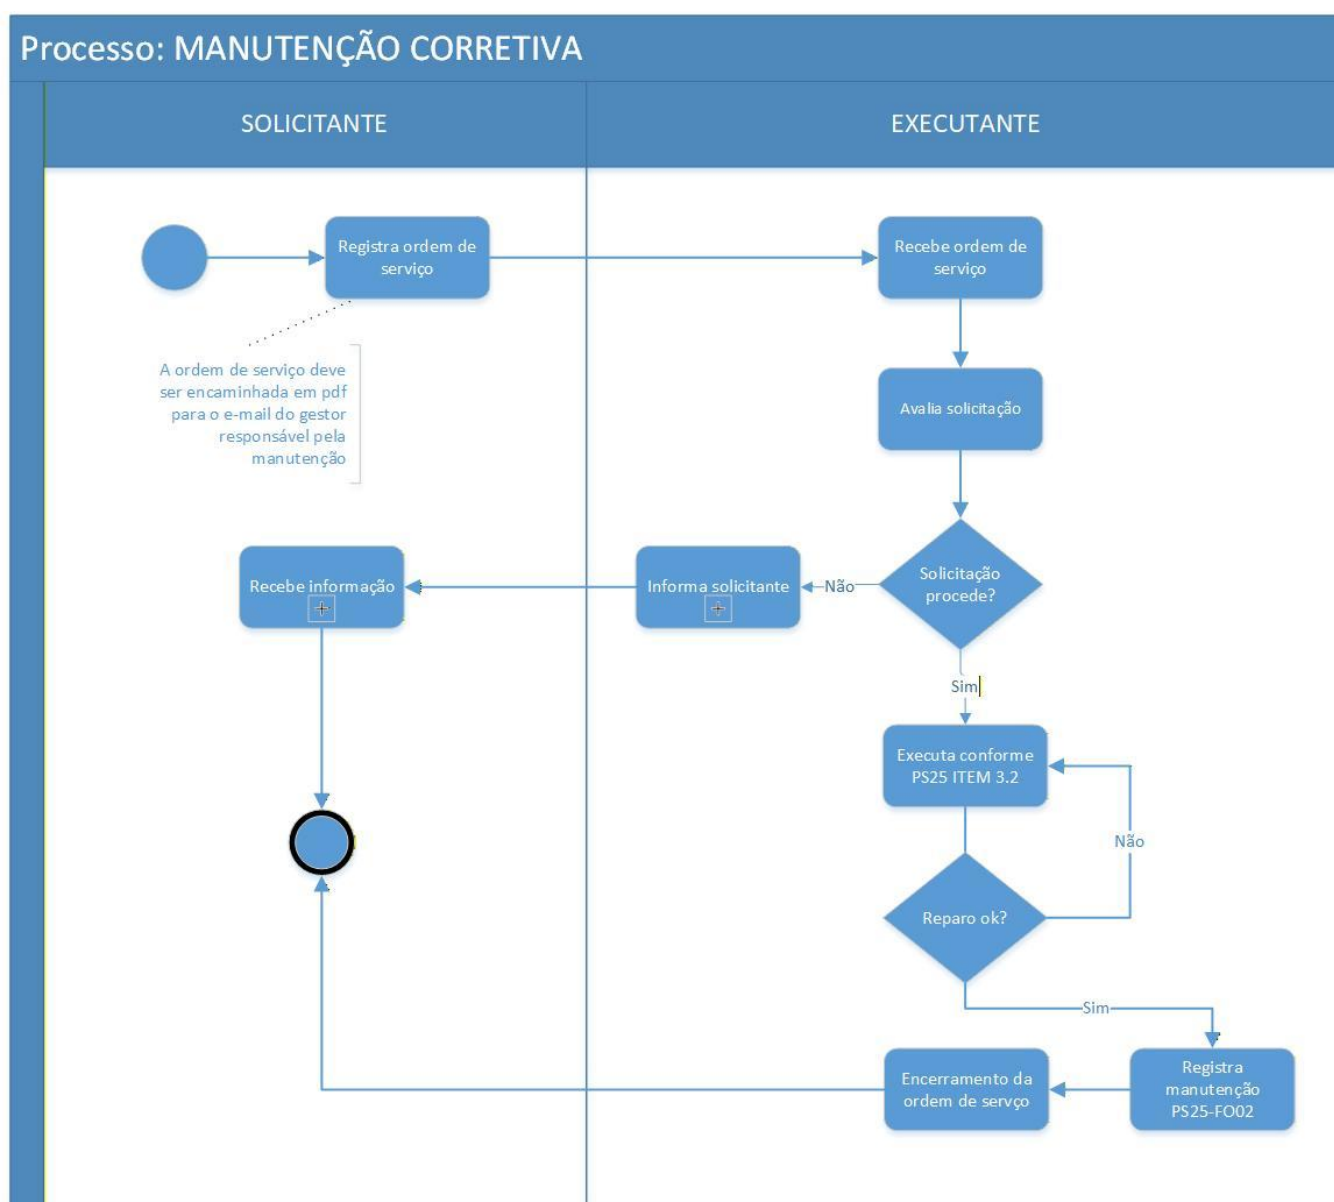 Processo: MANUTENÇÃO CORRETIVA
SOLICITANTE
EXECUTANTE
Registra ordem de
serviço
Recebe ordem de
serviço
A ordem de serviço deve
ser encaminhada em pdf
para o e-mail do gestor
responsável pela
manutenção
Avalia solicitação
Solicitação
procede?
Não
Informa solicitante
Recebe informação
Sim
Executa conforme
PS25 ITEM 3.2
Não
Reparo ok?
Sim
Registra
manutenção
PS25-FO02
Encerramento da
ordem de servço